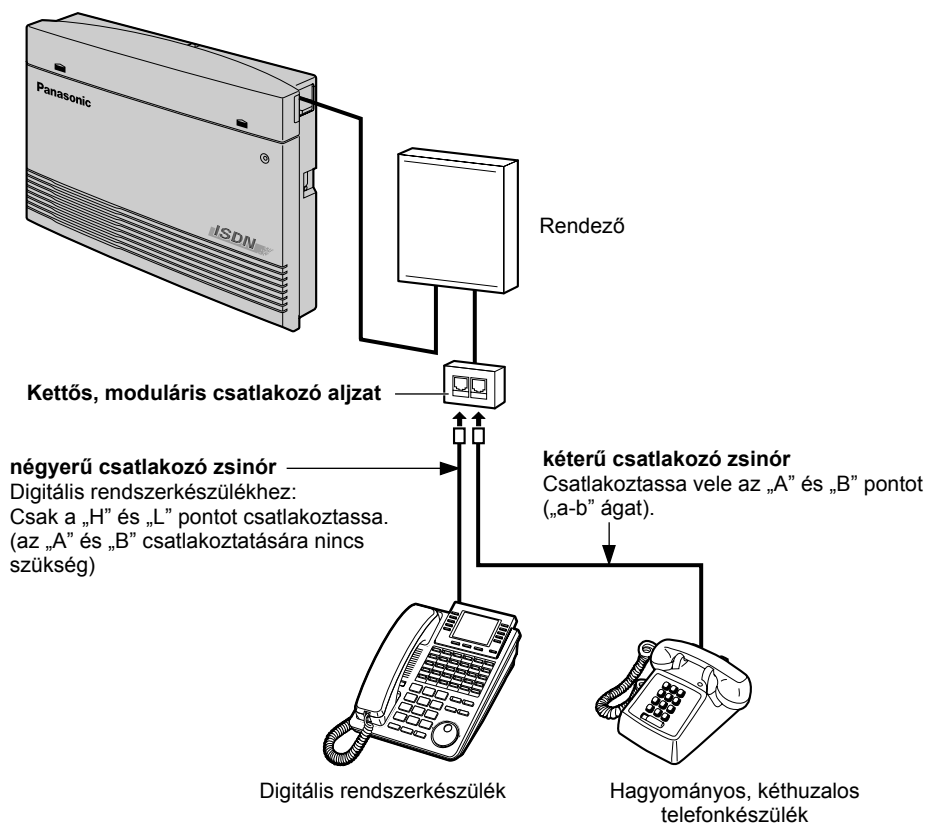 Panasonic
ISDN
Rendező
Kettős, moduláris csatlakozó aljzat
négyerű csatlakozó zsinór
Digitális rendszerkészülékhez:
Csak a „H” és „L” pontot csatlakoztassa.
(az „A” és „B” csatlakoztatására nincs
szükség)
kéterű csatlakozó zsinór
Csatlakoztassa vele az „A” és „B” pontot
(„a-b” ágat).
Digitális rendszerkészülék
Hagyományos, kéthuzalos
telefonkészülék